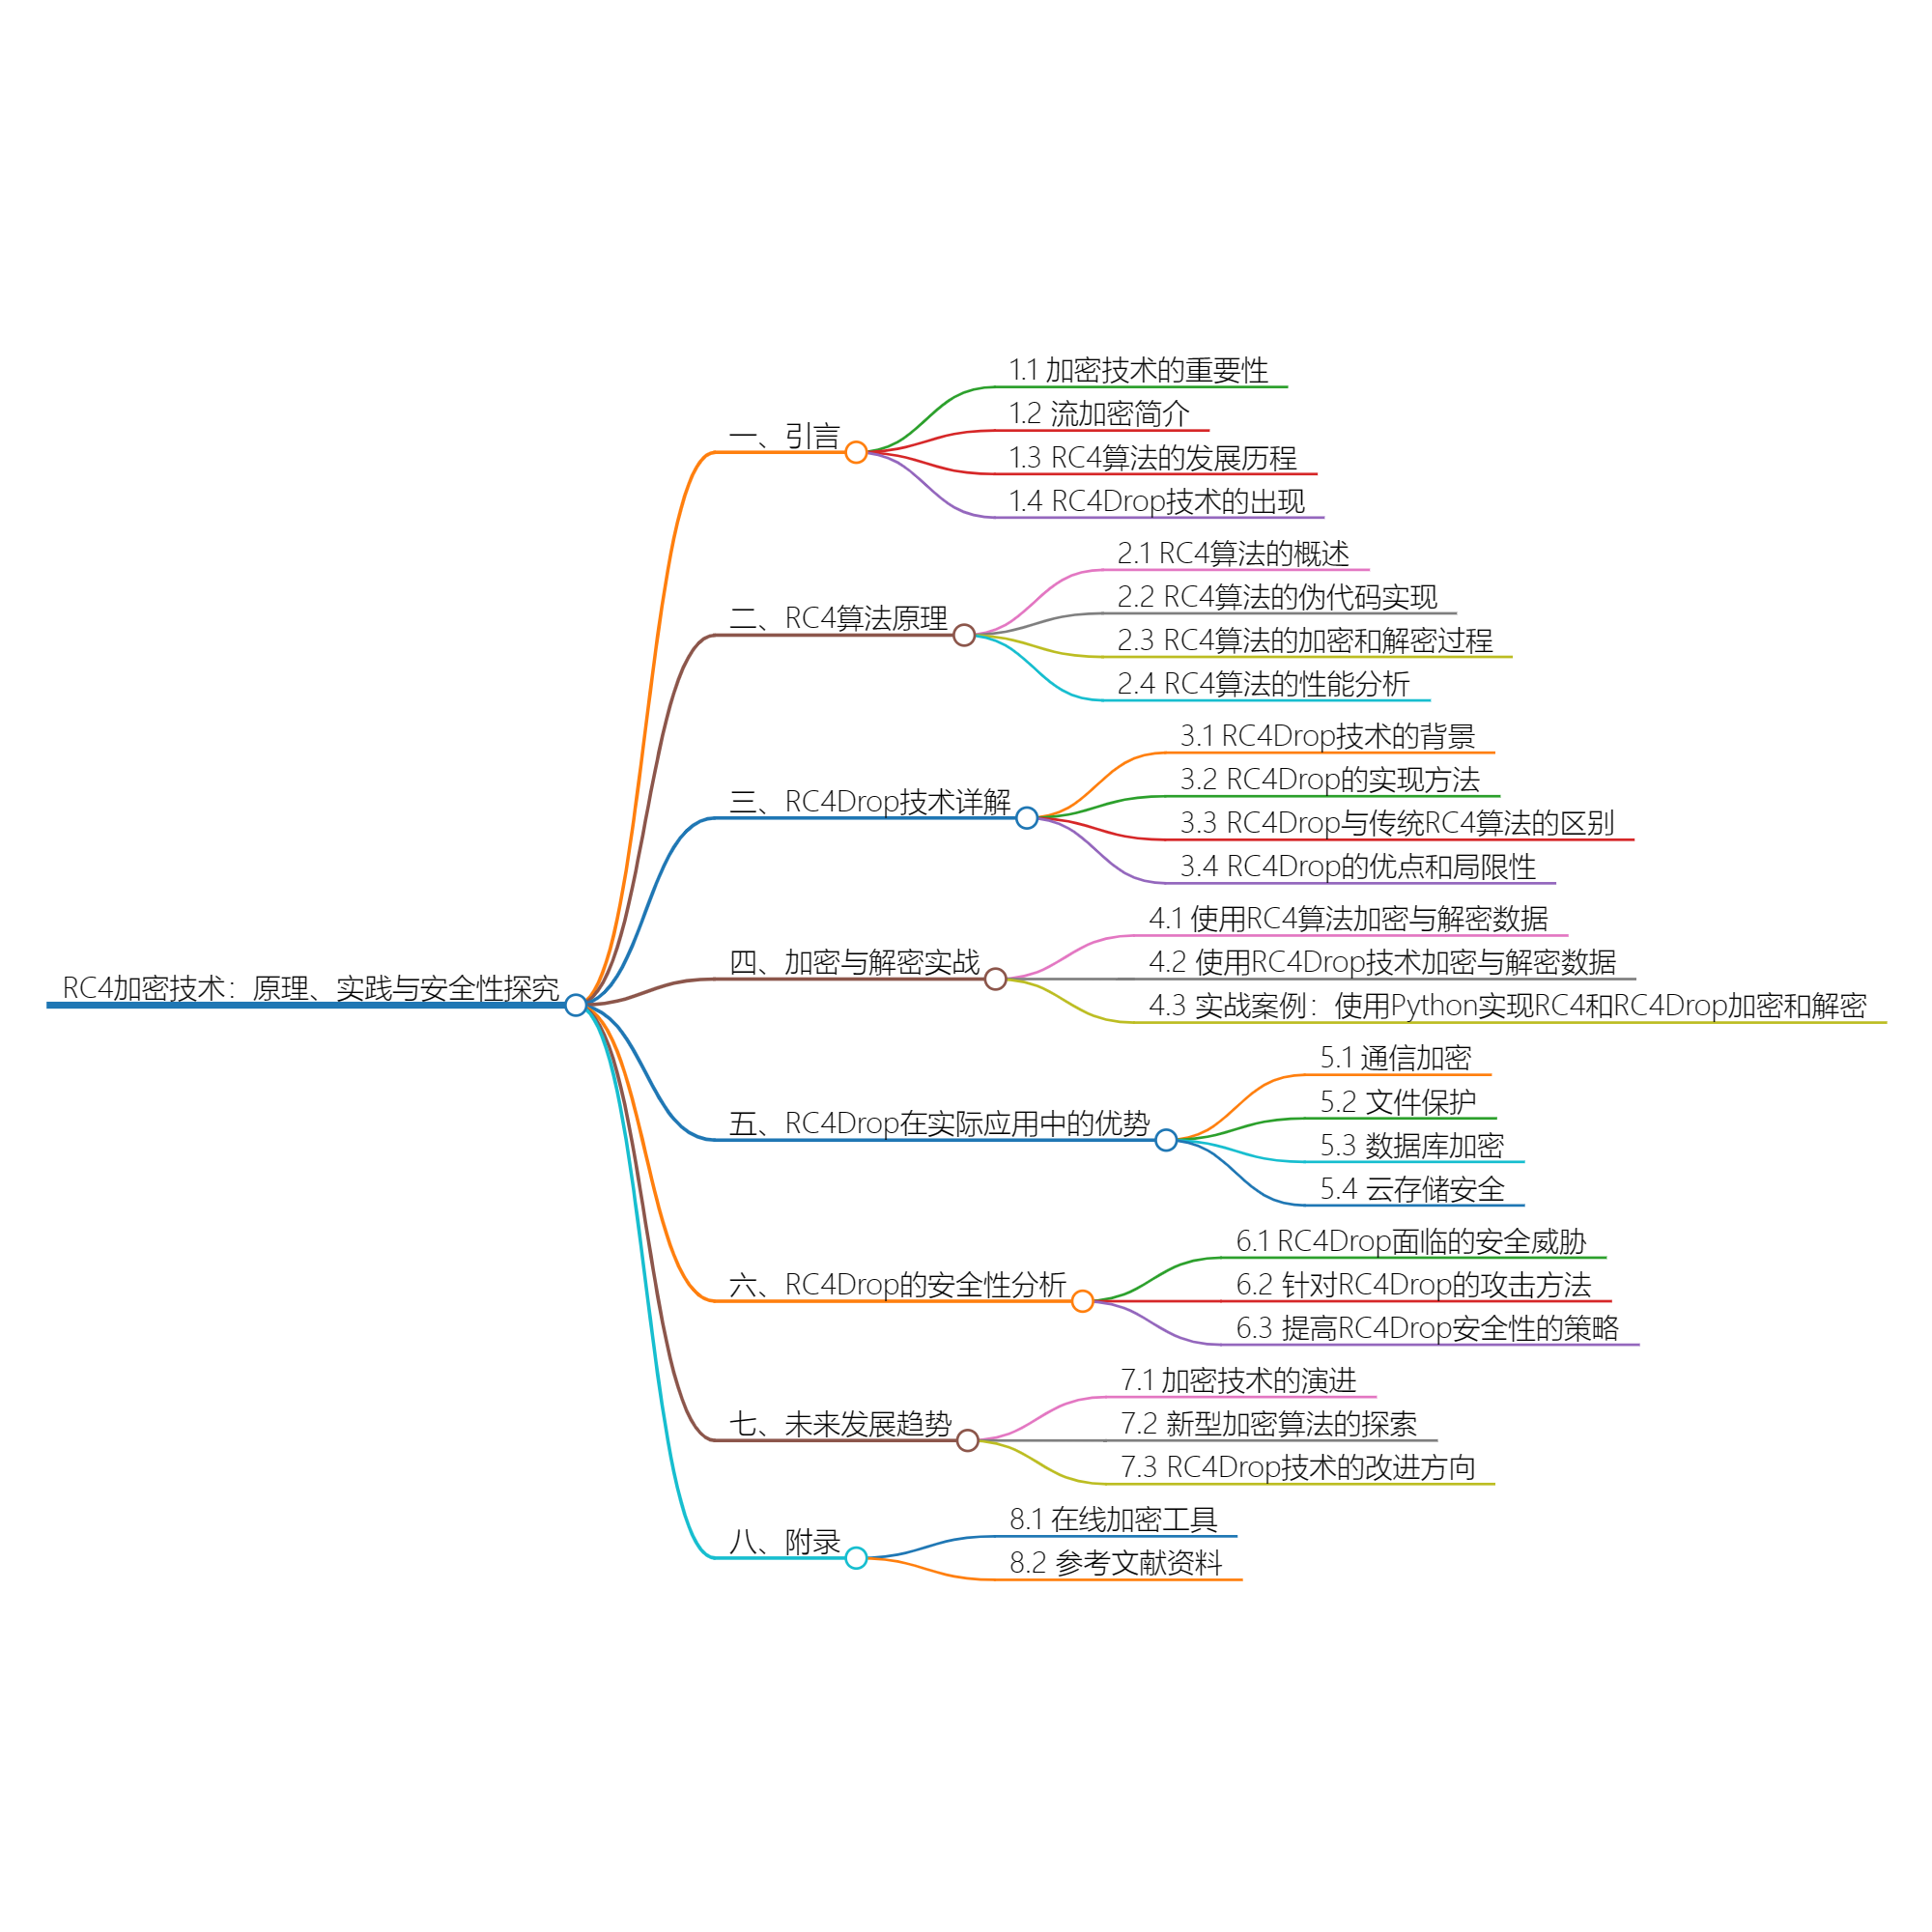 RC4加密技术：原理、实践与安全性探究
一、引言
1.1 加密技术的重要性
1.2 流加密简介
1.3 RC4算法的发展历程
1.4 RC4Drop技术的出现
二、RC4算法原理
2.1 RC4算法的概述
2.2 RC4算法的伪代码实现
2.3 RC4算法的加密和解密过程
2.4 RC4算法的性能分析
三、RC4Drop技术详解
3.1 RC4Drop技术的背景
3.2 RC4Drop的实现方法
3.3 RC4Drop与传统RC4算法的区别
3.4 RC4Drop的优点和局限性
四、加密与解密实战
4.1 使用RC4算法加密与解密数据
4.2 使用RC4Drop技术加密与解密数据
4.3 实战案例：使用Python实现RC4和RC4Drop加密和解密
五、RC4Drop在实际应用中的优势
5.1 通信加密
5.2 文件保护
5.3 数据库加密
5.4 云存储安全
六、RC4Drop的安全性分析
6.1 RC4Drop面临的安全威胁
6.2 针对RC4Drop的攻击方法
6.3 提高RC4Drop安全性的策略
七、未来发展趋势
7.1 加密技术的演进
7.2 新型加密算法的探索
7.3 RC4Drop技术的改进方向
八、附录
8.1 在线加密工具
8.2 参考文献资料